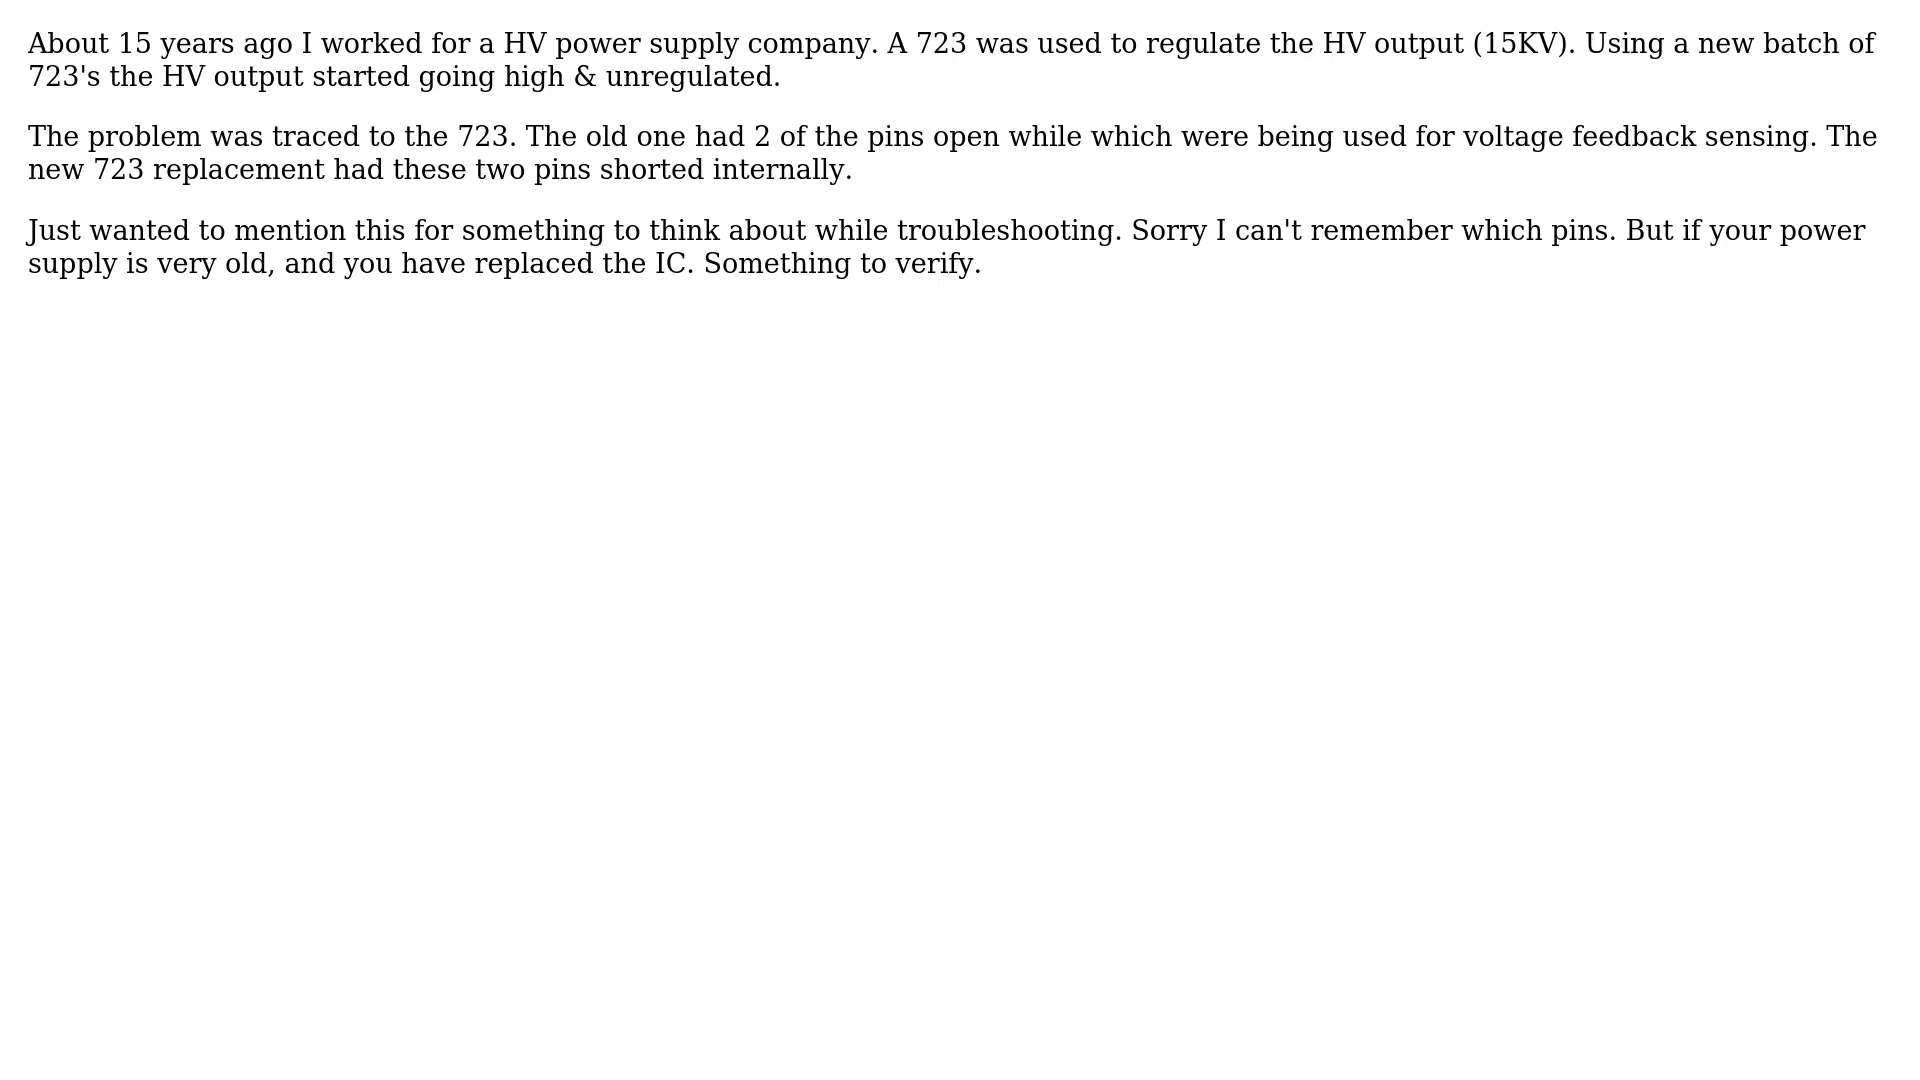 About 15 years ago I worked for a HV power supply company. A 723 was used to regulate the HV output (15KV). Using a new batch of
723's the HV output started going high & unregulated.
The problem was traced to the 723. The old one had 2 of the pins open while which were being used for voltage feedback sensing. The
new 723 replacement had these two pins shorted internally.
Just wanted to mention this for something to think about while troubleshooting. Sorry I can't remember which pins. But if your power
supply is very old, and you have replaced the IC. Something to verify.